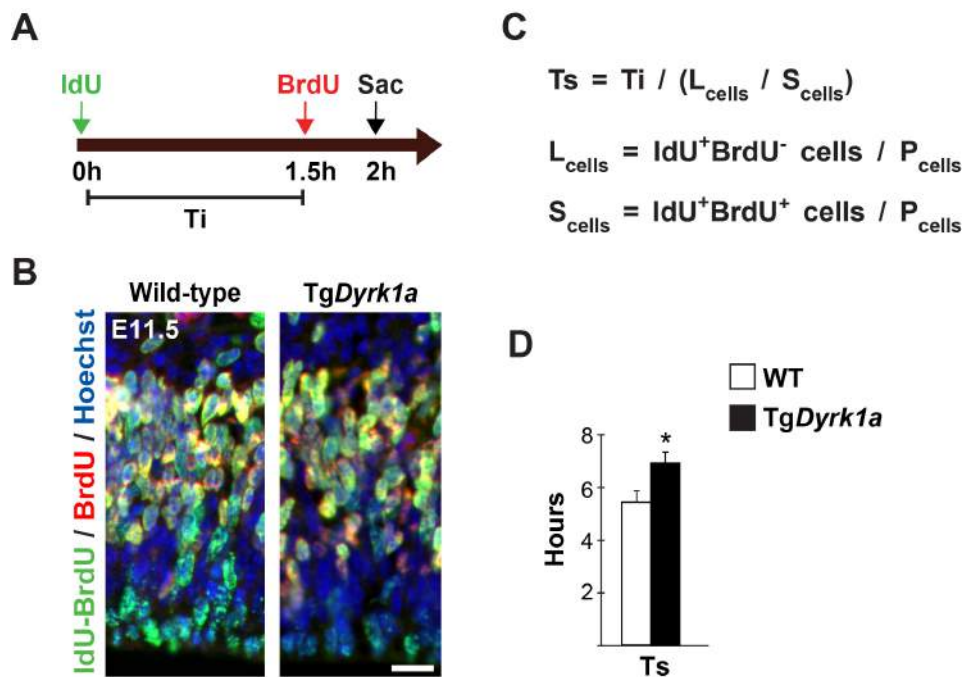 A
IdU
BrdU
Sac
0h
1.5h
2h
Ti
B
Wild-type
TgDyrk1a
E11.5
IdU-BrdU / BrdU / Hoechst
C
Ts = Ti / (Lcells / Scells)
Lcells = IdU⁺BrdU⁻ cells / Pcells
Scells = IdU⁺BrdU⁺ cells / Pcells
D
WT
TgDyrk1a
*
8
6
4
2
Hours
Ts